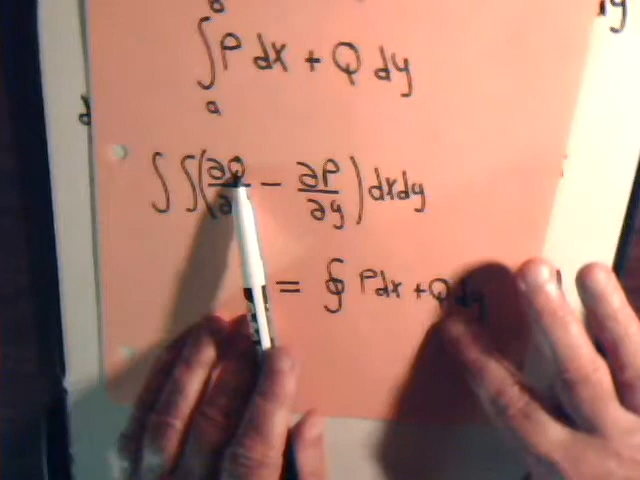 ∫ₐ P dx + Q dy
∫∫(∂Q/∂ − ∂P/∂y) dxdy
= ∮ Pdx + Q dy